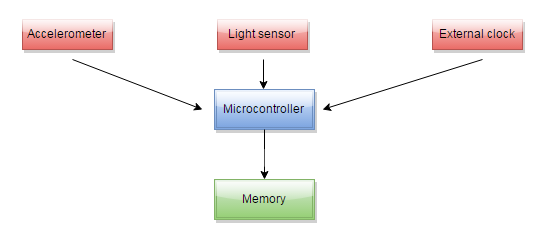 Accelerometer
Light sensor
External clock
Microcontroller
Memory